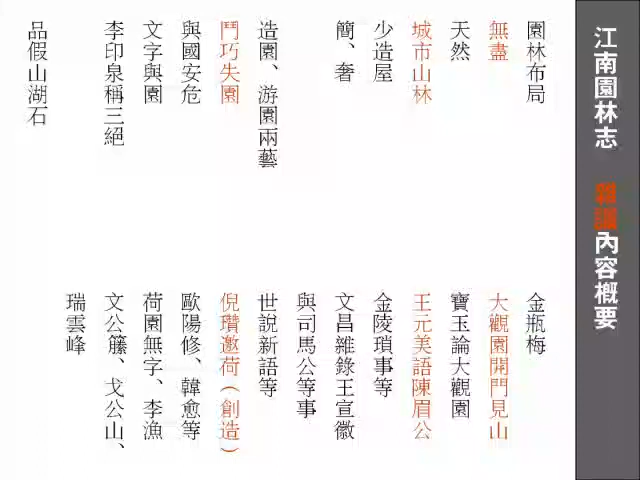 江南園林志 雜識內容概要
園林布局
無盡
天然
城市山林
少造屋
簡、奢
造園、游園兩藝
鬥巧失園
與國安危
文字與園
李印泉稱三絕
品假山湖石
金瓶梅
大觀園開門見山
寶玉論大觀園
王元美語陳眉公
金陵瑣事等
文昌雜錄王宣徽
與司馬公等事
世說新語等
倪瓚邀荷（創造）
歐陽修、韓愈等
荷園無字、李漁
文公籐、戈公山、
瑞雲峰